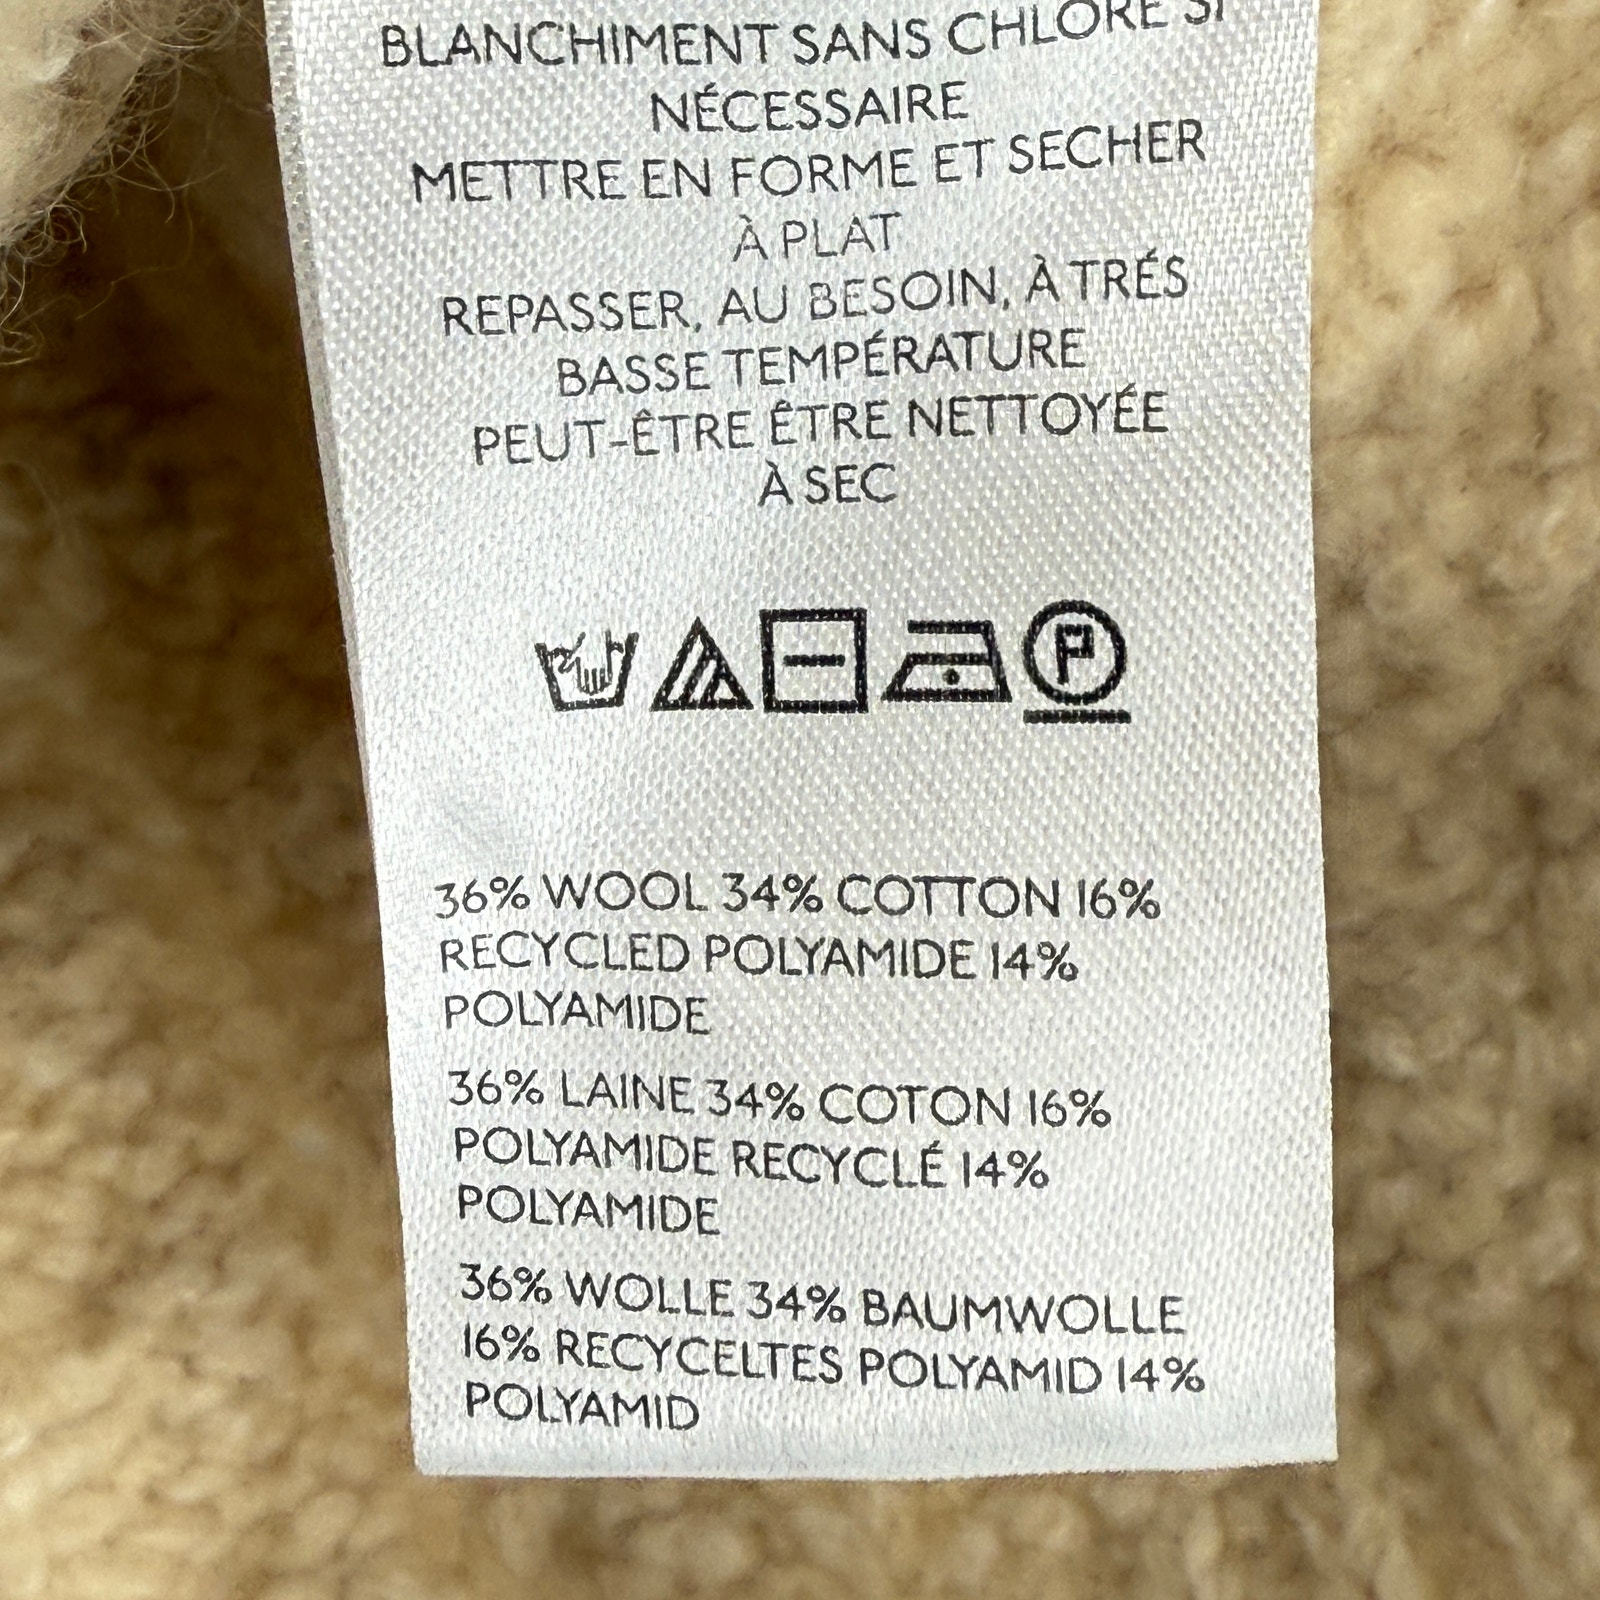 BLANCHIMENT SANS CHLORE SI
NÉCESSAIRE
METTRE EN FORME ET SECHER
À PLAT
REPASSER, AU BESOIN, À TRÉS
BASSE TEMPÉRATURE
PEUT-ÊTRE ÊTRE NETTOYÉE
À SEC
P
36% WOOL 34% COTTON 16%
RECYCLED POLYAMIDE 14%
POLYAMIDE
36% LAINE 34% COTON 16%
POLYAMIDE RECYCLÉ 14%
POLYAMIDE
36% WOLLE 34% BAUMWOLLE
16% RECYCELTES POLYAMID 14%
POLYAMID